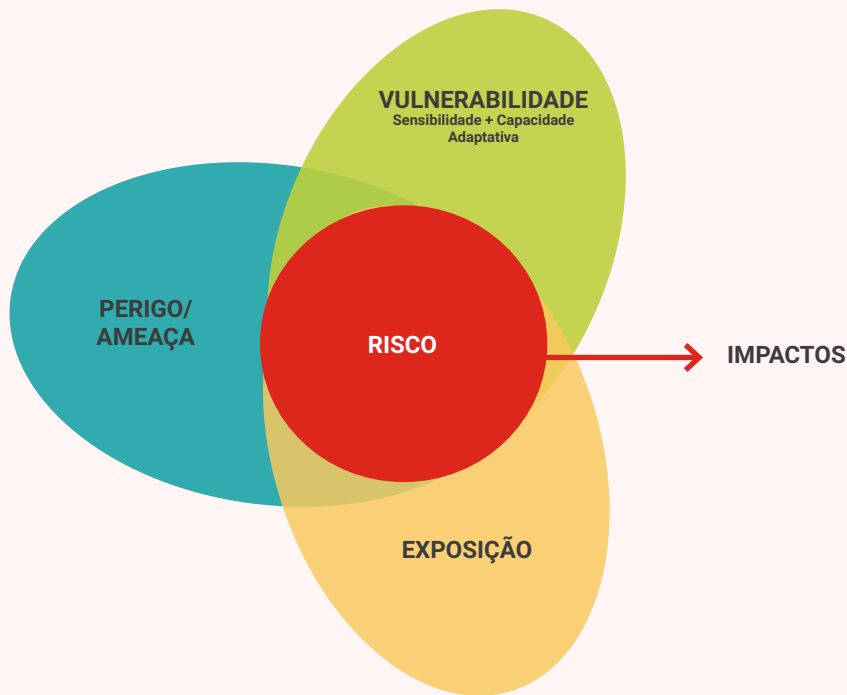 VULNERABILIDADE
Sensibilidade + Capacidade
Adaptativa
PERIGO/
AMEAÇA
RISCO
IMPACTOS
EXPOSIÇÃO